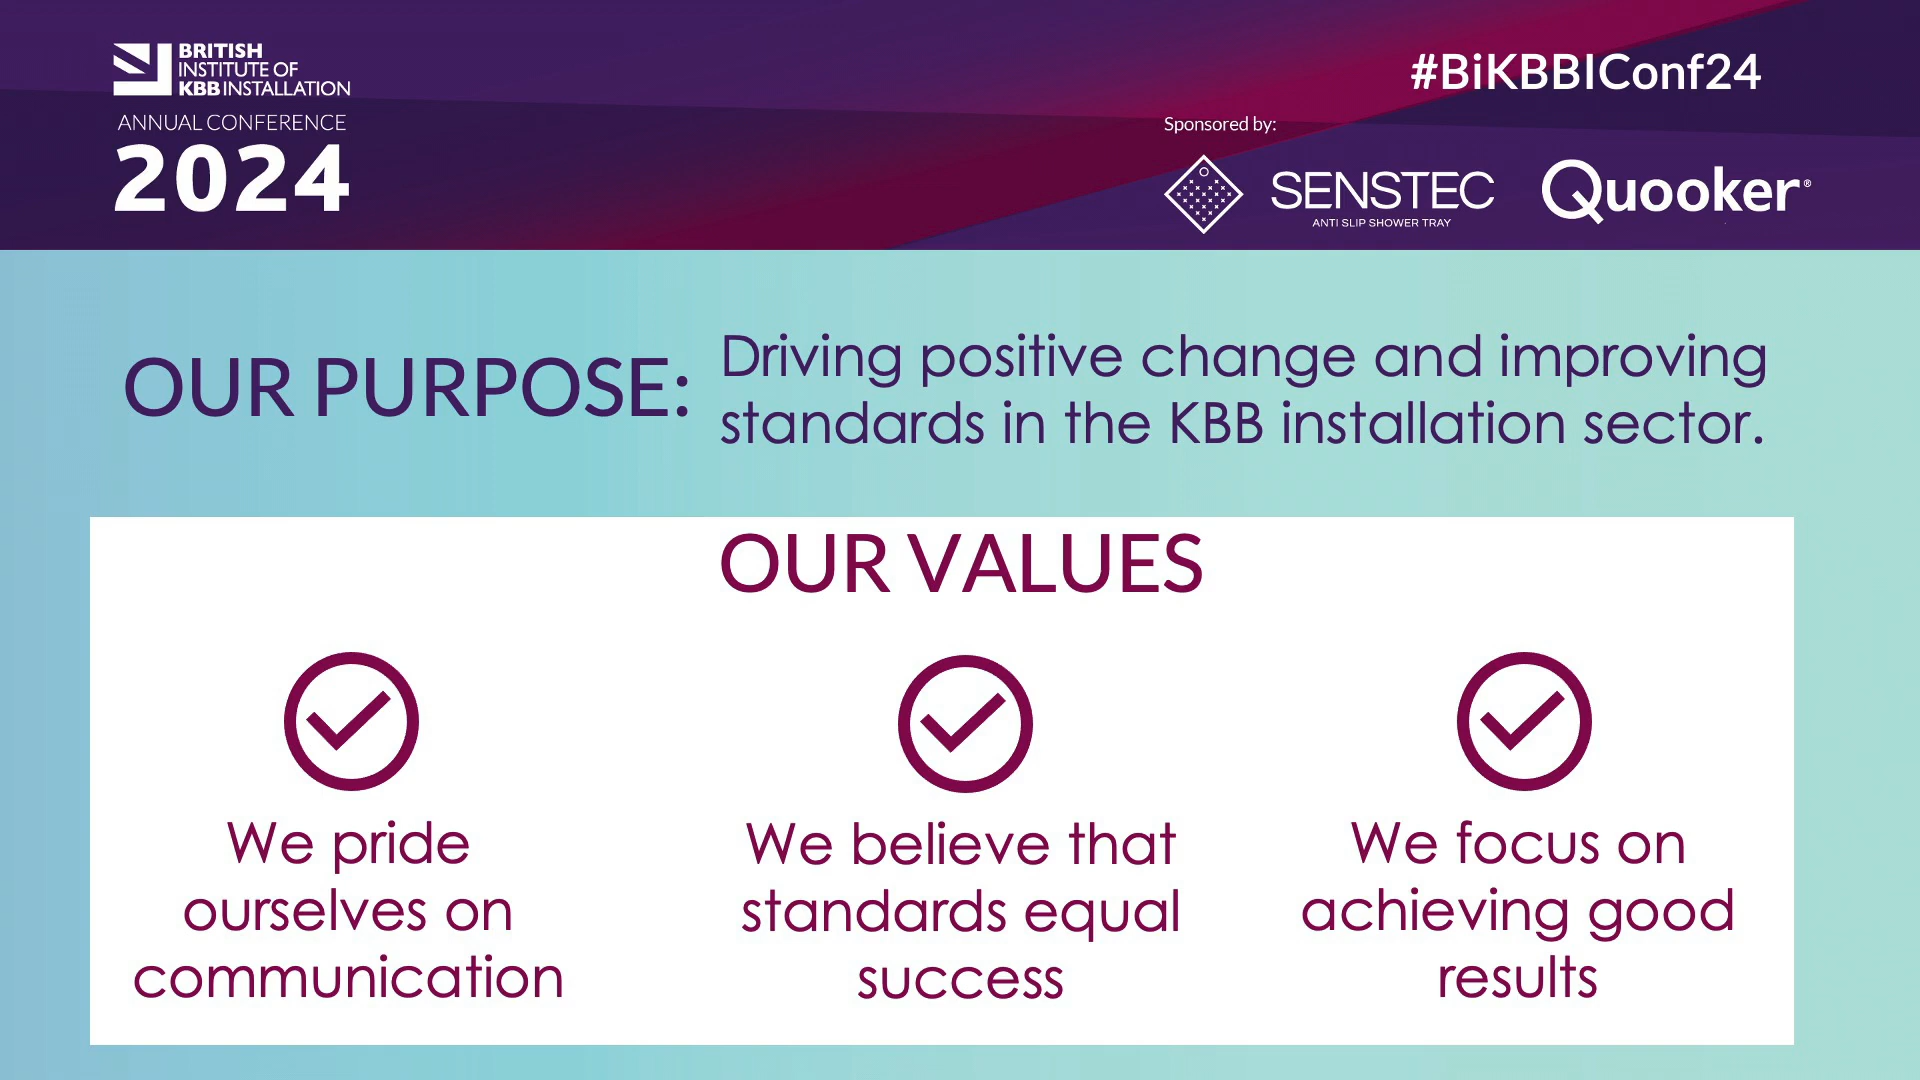 BRITISH
INSTITUTE OF
KBB INSTALLATION
ANNUAL CONFERENCE
2024
#BiKBBIConf24
Sponsored by:
SENSTEC
ANTI SLIP SHOWER TRAY
Quooker®
OUR PURPOSE:
Driving positive change and improving
standards in the KBB installation sector.
OUR VALUES
We pride
ourselves on
communication
We believe that
standards equal
success
We focus on
achieving good
results